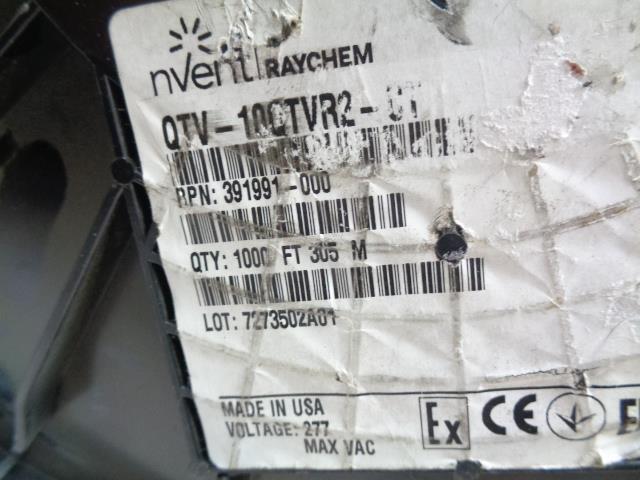 nVent RAYCHEM
QTV-10QTVR2-CT
RPN: 391991-000
QTY: 1000 FT 305 M
LOT: 7273502A01
MADE IN USA
VOLTAGE: 277
MAX VAC
Ex CE